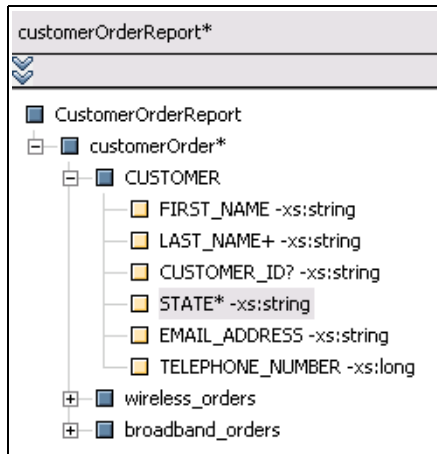 customerOrderReport*
CustomerOrderReport
customerOrder*
CUSTOMER
FIRST_NAME -xs:string
LAST_NAME+ -xs:string
CUSTOMER_ID? -xs:string
STATE* -xs:string
EMAIL_ADDRESS -xs:string
TELEPHONE_NUMBER -xs:long
wireless_orders
broadband_orders